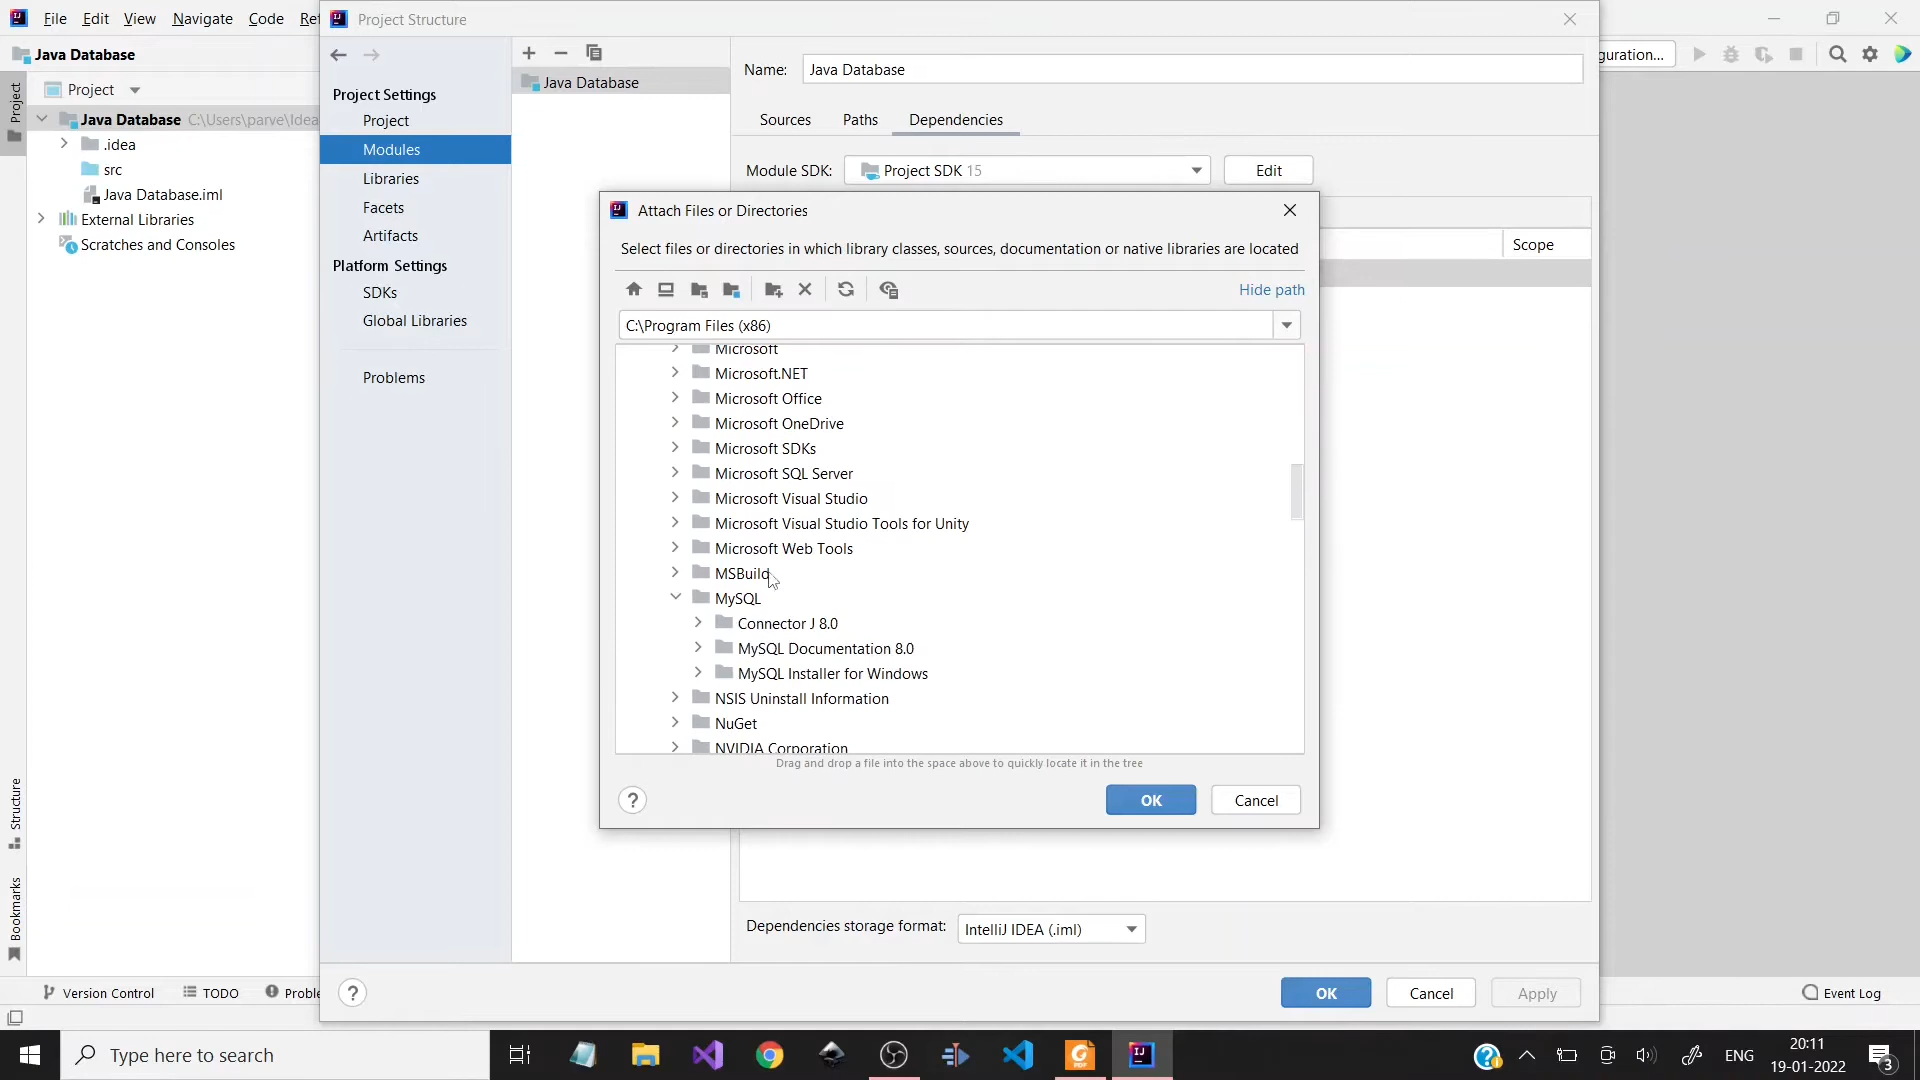 File Edit View Navigate Code Ref
Project Structure
Java Database
Project
Java Database C:\Users\parve\Idea
.idea
src
Java Database.iml
External Libraries
Scratches and Consoles
Project
Structure
Bookmarks
Project Settings
Project
Modules
Libraries
Facets
Artifacts
Platform Settings
SDKs
Global Libraries
Problems
Java Database
Name: Java Database
guration...
Sources Paths Dependencies
Module SDK: Project SDK 15 Edit
Scope
Attach Files or Directories
Select files or directories in which library classes, sources, documentation or native libraries are located
Hide path
C:\Program Files (x86)
Microsoft
Microsoft.NET
Microsoft Office
Microsoft OneDrive
Microsoft SDKs
Microsoft SQL Server
Microsoft Visual Studio
Microsoft Visual Studio Tools for Unity
Microsoft Web Tools
MSBuild
MySQL
Connector J 8.0
MySQL Documentation 8.0
MySQL Installer for Windows
NSIS Uninstall Information
NuGet
NVIDIA Corporation
Drag and drop a file into the space above to quickly locate it in the tree
? OK Cancel
Dependencies storage format: IntelliJ IDEA (.iml)
? OK Cancel Apply
Version Control TODO Proble
Event Log
Type here to search
ENG
20:11
19-01-2022
3